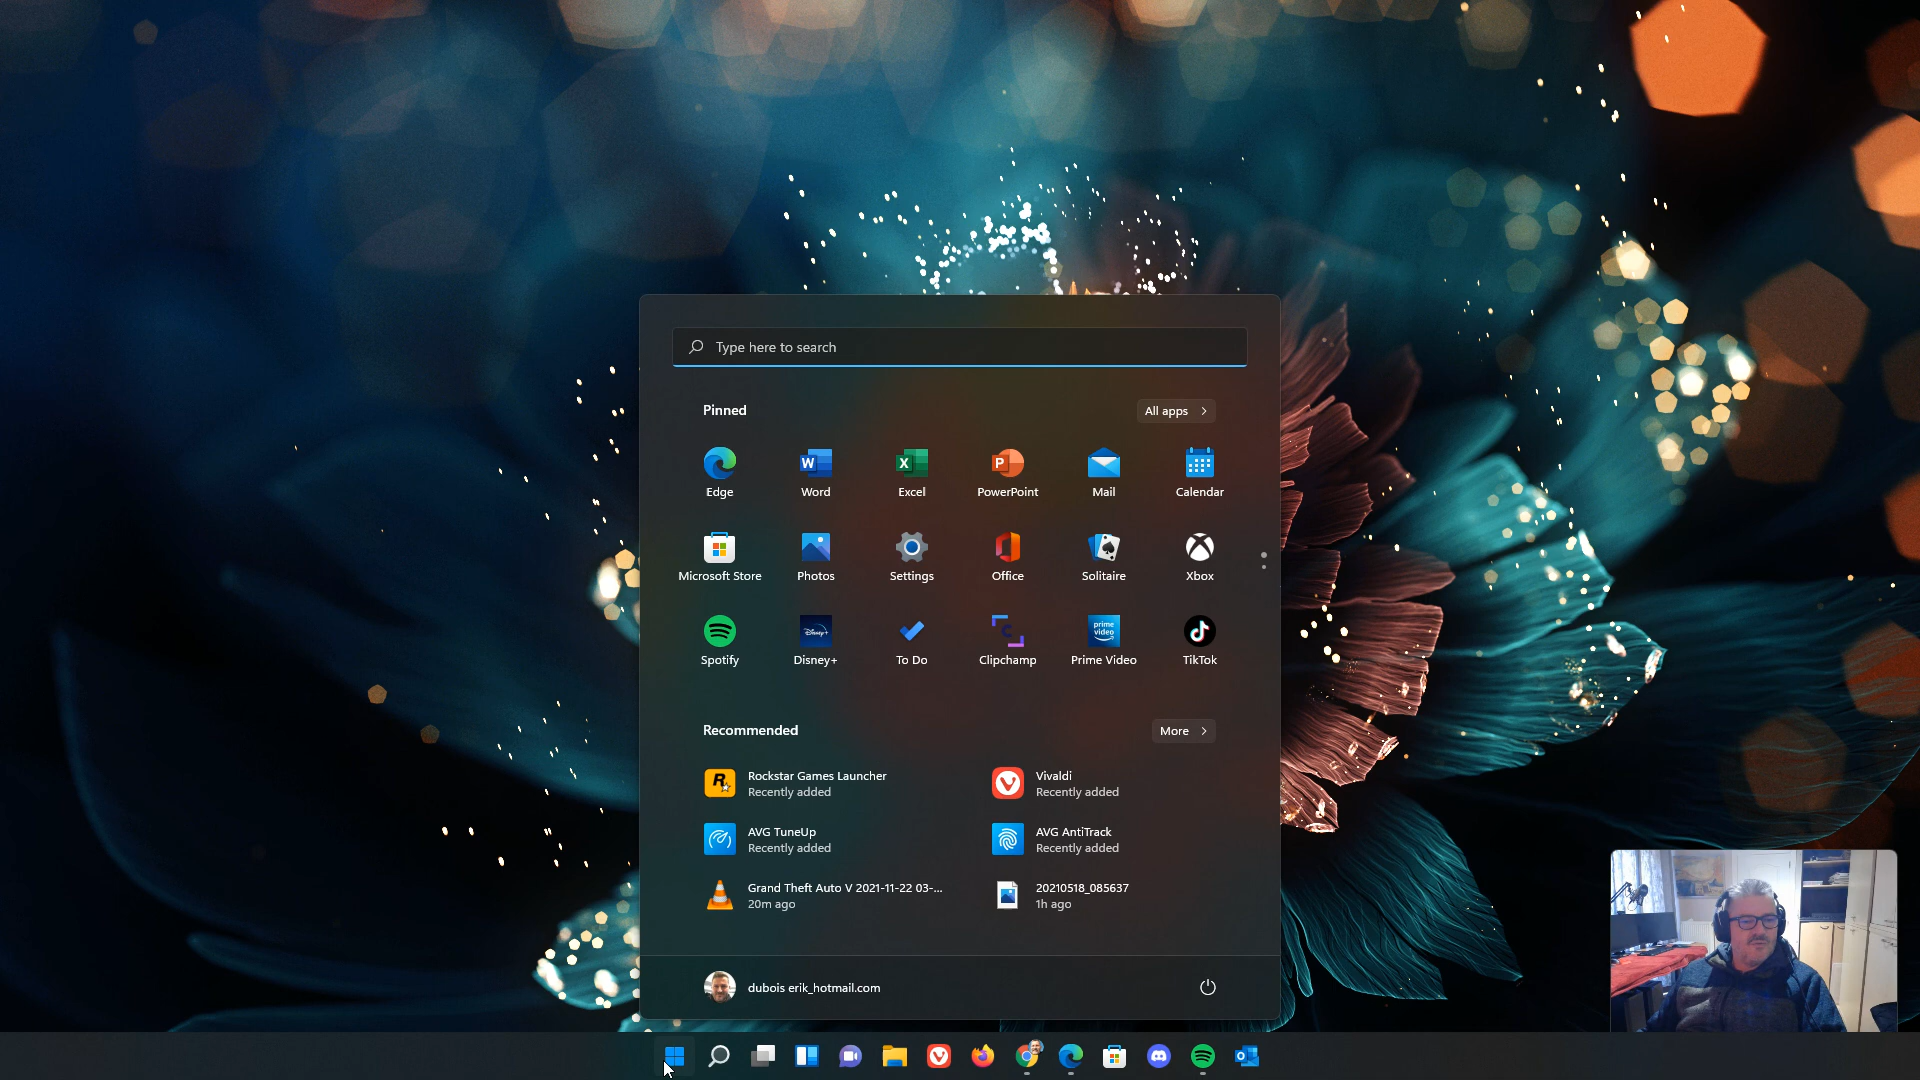 Type here to search
Pinned
All apps
Edge
Word
Excel
PowerPoint
Mail
Calendar
Microsoft Store
Photos
Settings
Office
Solitaire
Xbox
Disney+
prime video
Spotify
Disney+
To Do
Clipchamp
Prime Video
TikTok
Recommended
More
Rockstar Games Launcher
Recently added
Vivaldi
Recently added
AVG TuneUp
Recently added
AVG AntiTrack
Recently added
Grand Theft Auto V 2021-11-22 03-...
20m ago
20210518_085637
1h ago
dubois erik_hotmail.com